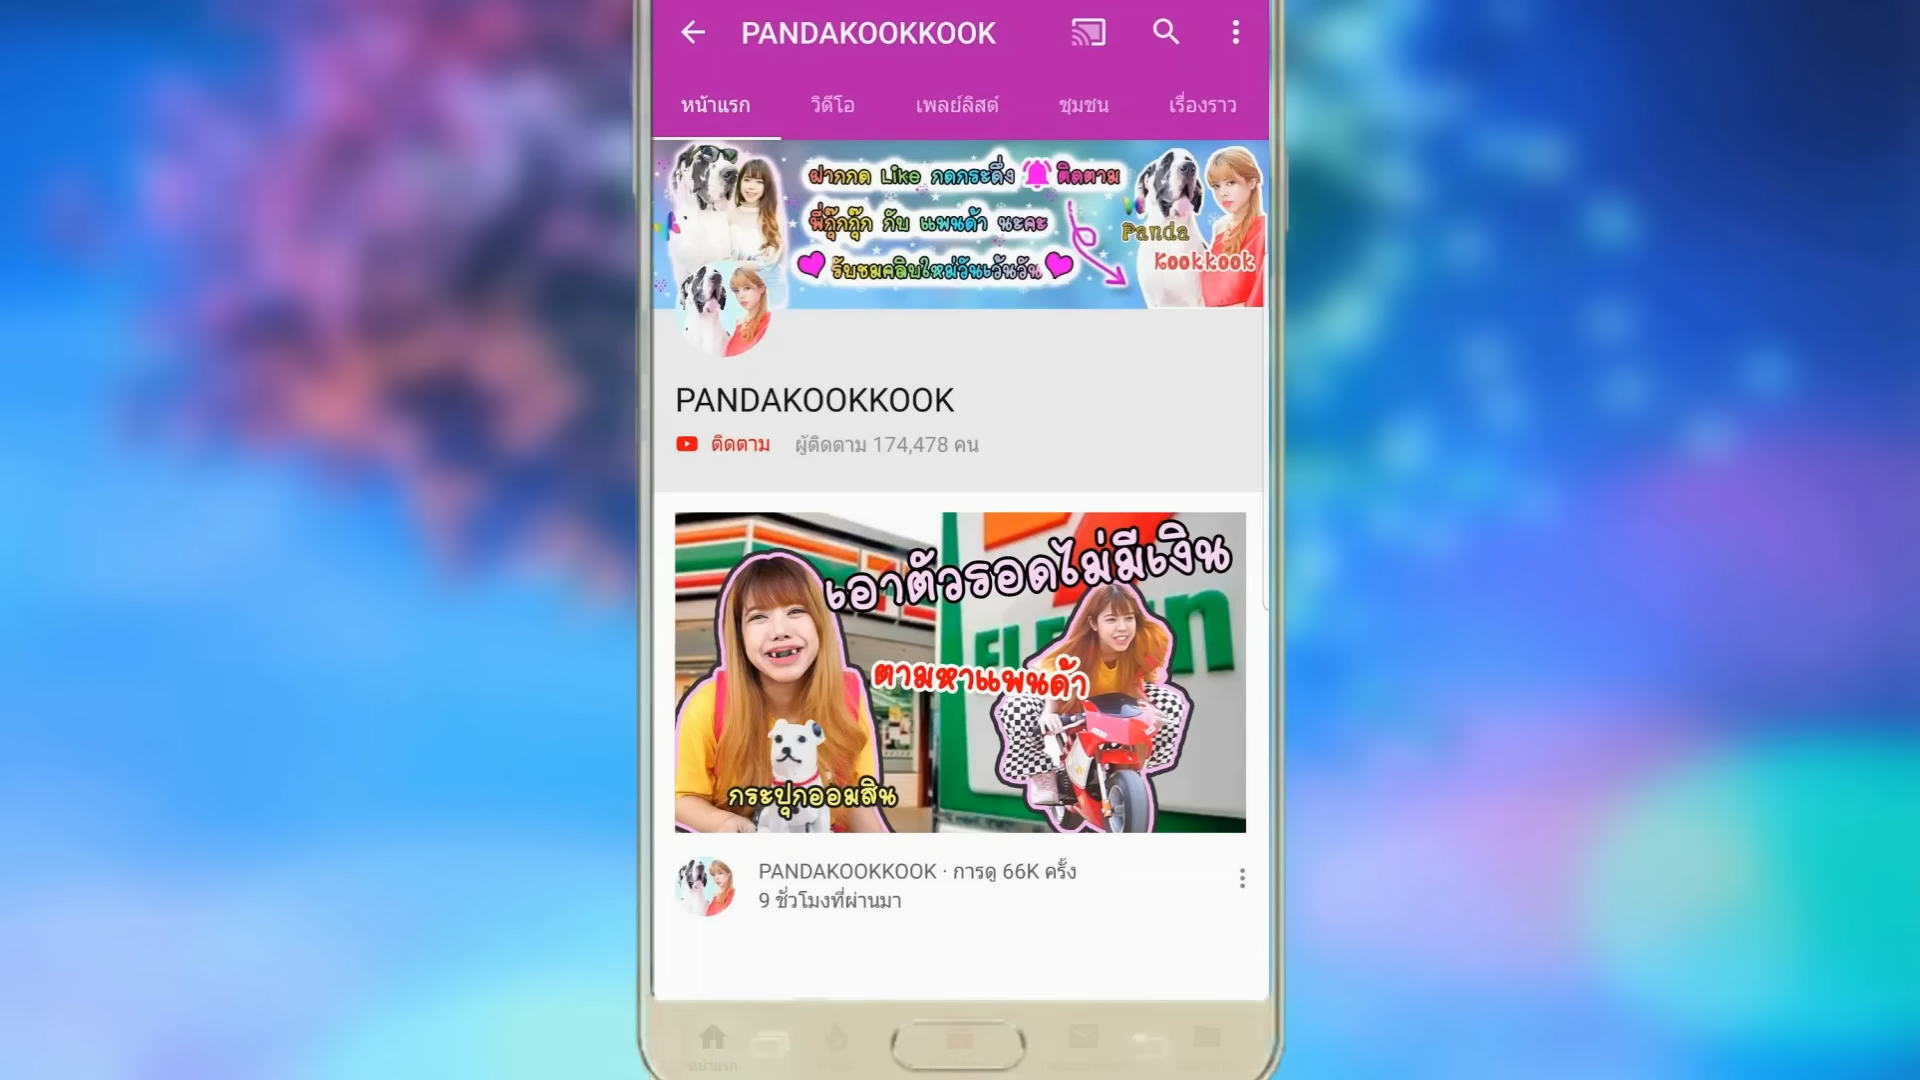 PANDAKOOKKOOK
หน้าแรก วิดีโอ เพลย์ลิสต์ ชุมชน เรื่องราว
ฝากกด Like กดกระดิ่ง ติดตาม
พี่กุ๊กกุ๊ก กับ แพนด้า นะคะ
รับชมคลิปใหม่วันเว้นวัน
Panda
kookkook
PANDAKOOKKOOK
ติดตาม ผู้ติดตาม 174,478 คน
เอาตัวรอดไม่มีเงิน
ตามหาแพนด้า
กระปุกออมสิน
PANDAKOOKKOOK · การดู 66K ครั้ง
9 ชั่วโมงที่ผ่านมา
หน้าแรก